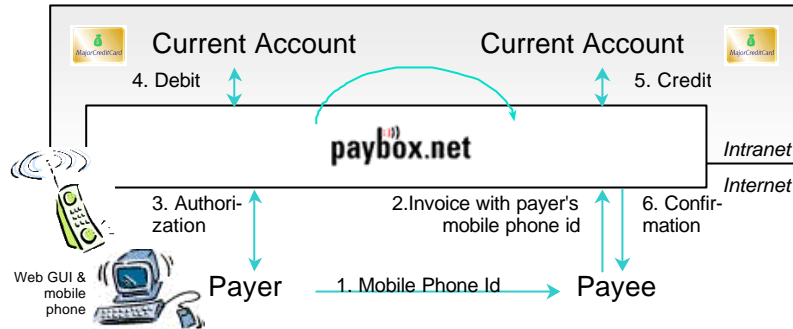 MajorCreditCard
Current Account
Current Account
MajorCreditCard
4. Debit
5. Credit
paybox.net
Intranet
Internet
3. Authori-
zation
2.Invoice with payer's
mobile phone id
6. Confir-
mation
Web GUI &
mobile
phone
Payer
1. Mobile Phone Id
Payee